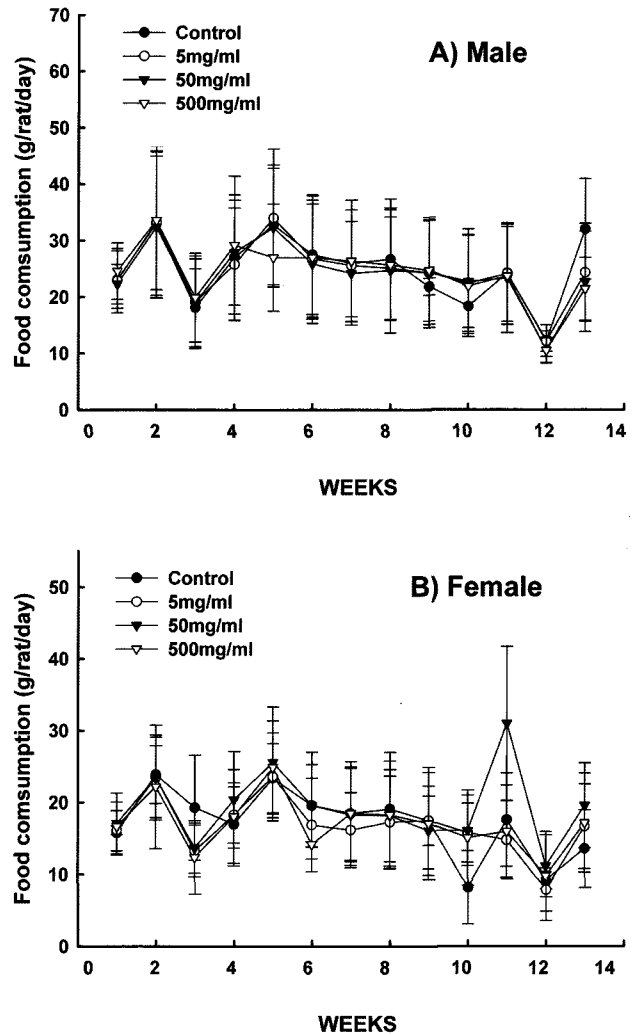 A) Male
Control
5mg/ml
50mg/ml
500mg/ml
Food comsumption (g/rat/day)
70
60
50
40
30
20
10
0
0 2 4 6 8 10 12 14
WEEKS
B) Female
Control
5mg/ml
50mg/ml
500mg/ml
Food comsumption (g/rat/day)
50
40
30
20
10
0
0 2 4 6 8 10 12 14
WEEKS